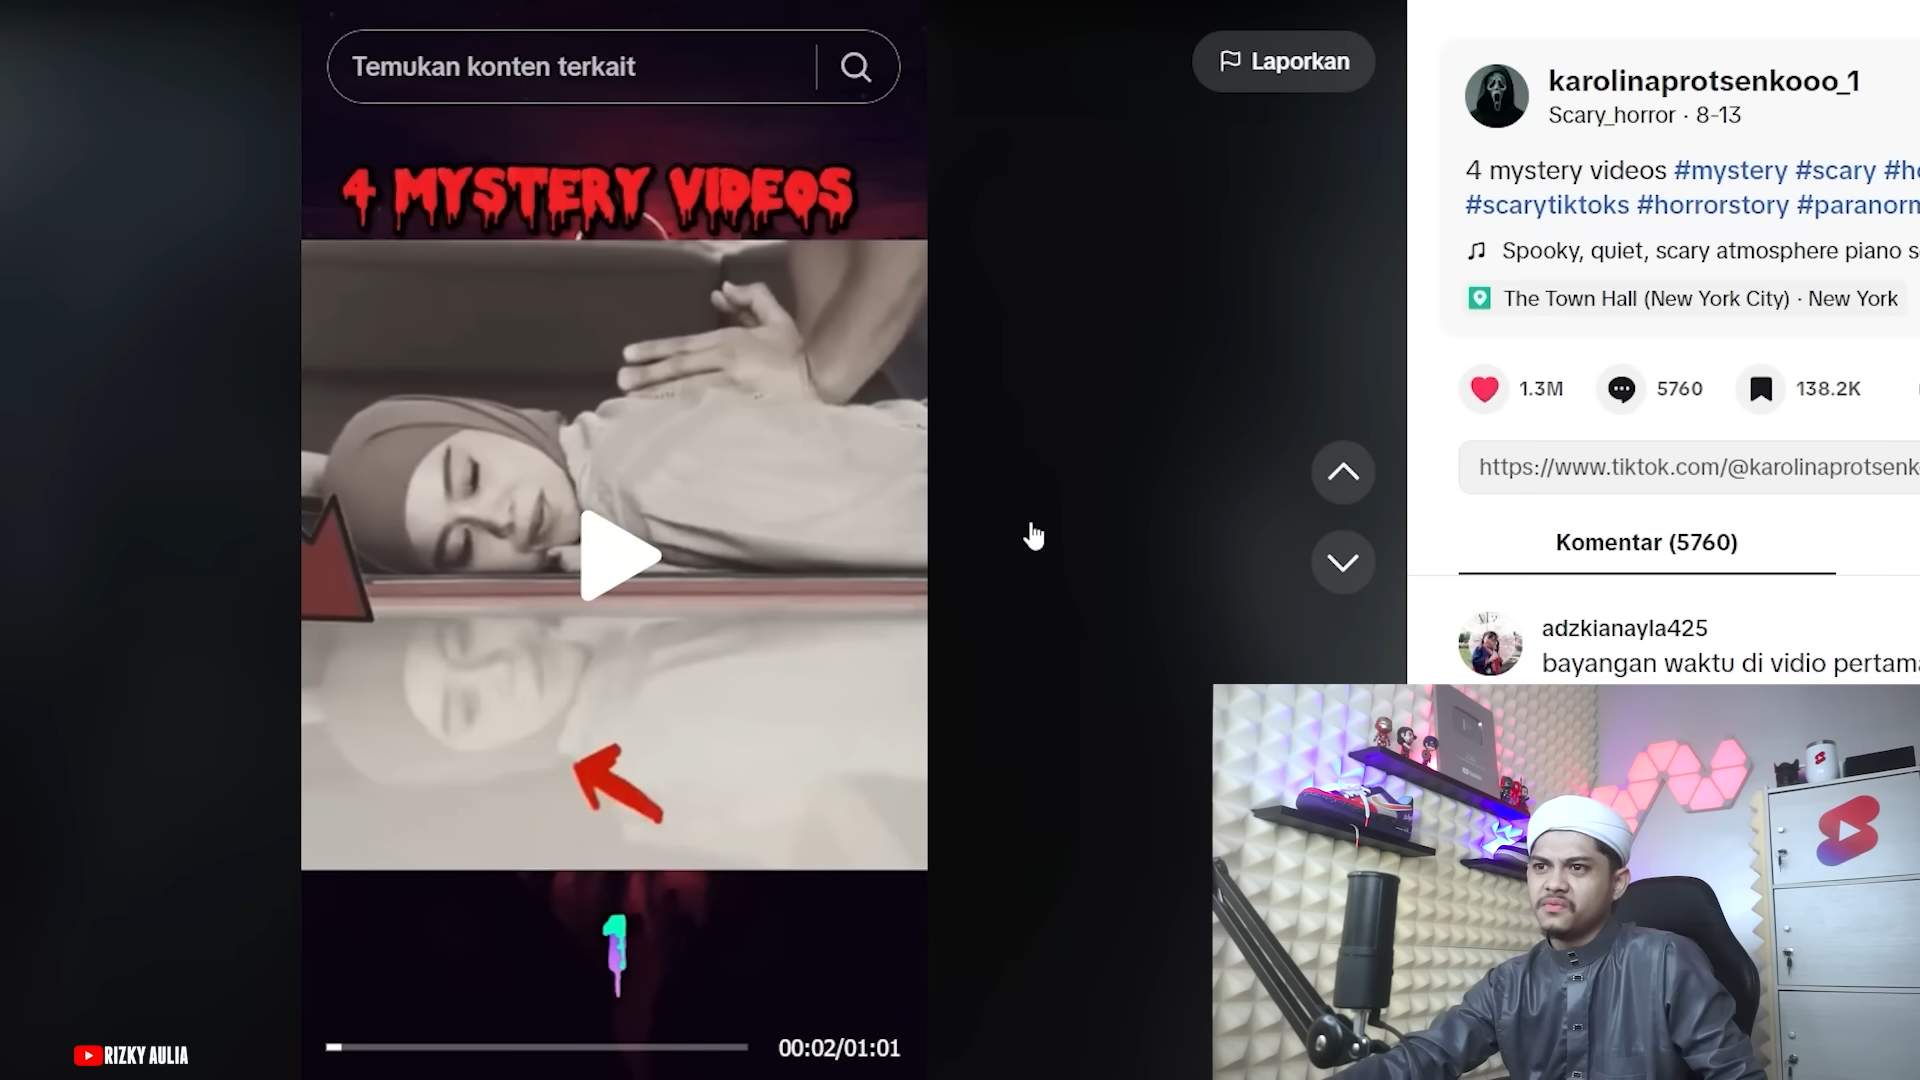 Temukan konten terkait
Laporkan
4 MYSTERY VIDEOS
1
00:02/01:01
RIZKY AULIA
karolinaprotsenkooo_1
Scary_horror · 8-13
4 mystery videos #mystery #scary
#scarytiktoks #horrorstory
Spooky, quiet, scary atmosphere piano
The Town Hall (New York City) · New York
1.3M
5760
138.2K
https://www.tiktok.com/@karolinaprotsenk
Komentar (5760)
adzkianayla425
bayangan waktu di vidio